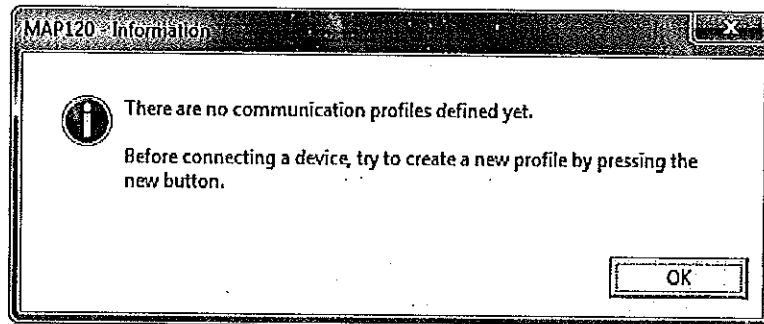 MAP120 - Information
There are no communication profiles defined yet.
Before connecting a device, try to create a new profile by pressing the
new button.
OK